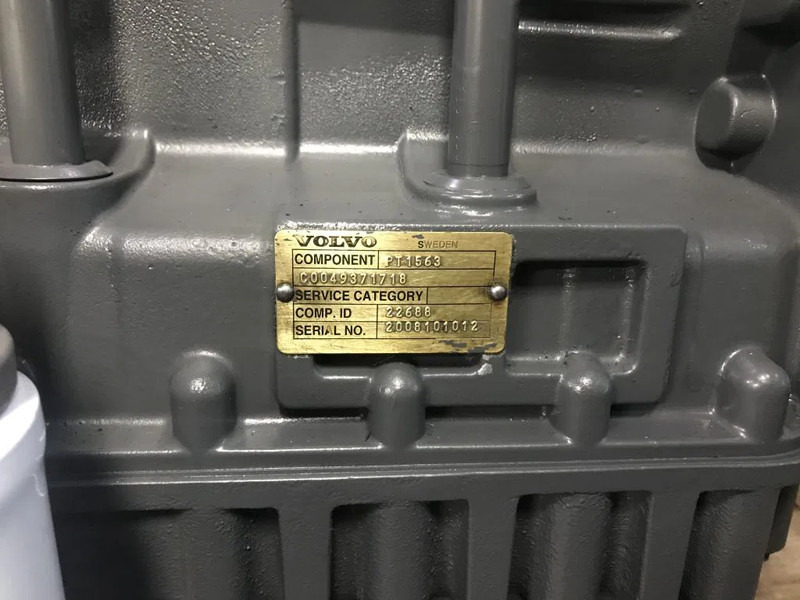 VOLVO SWEDEN
COMPONENT PT1563
C0049371718
SERVICE CATEGORY
COMP. ID 22688
SERIAL NO. 2008101012